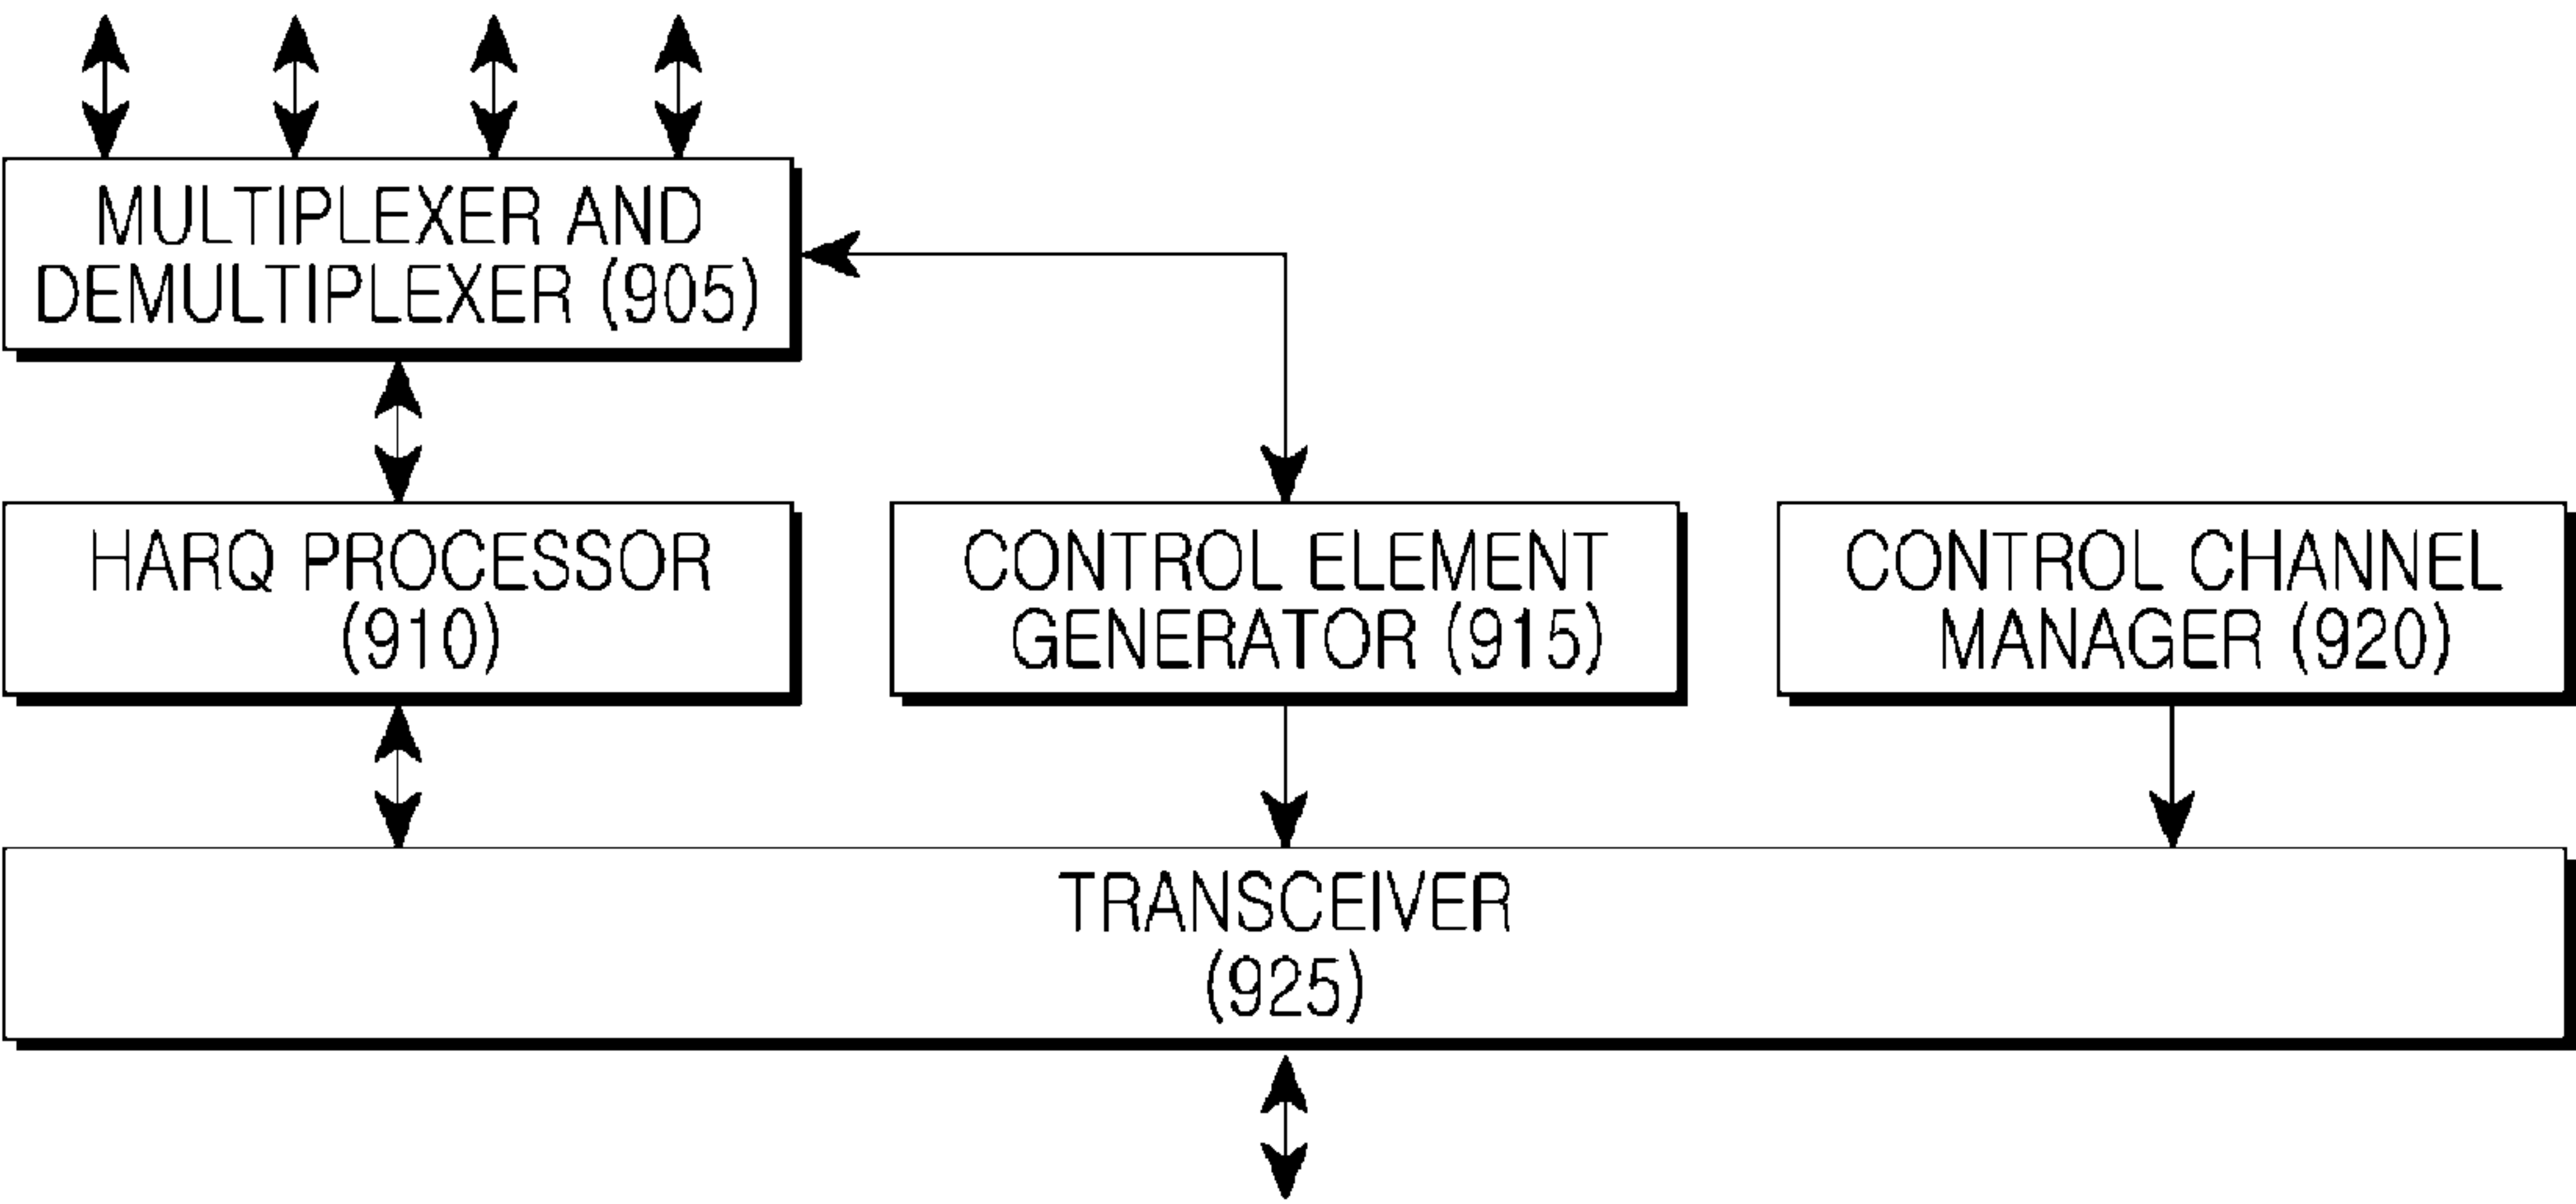 MULTIPLEXER AND
DEMULTIPLEXER (905)
HARQ PROCESSOR
(910)
CONTROL ELEMENT
GENERATOR (915)
CONTROL CHANNEL
MANAGER (920)
TRANSCEIVER
(925)